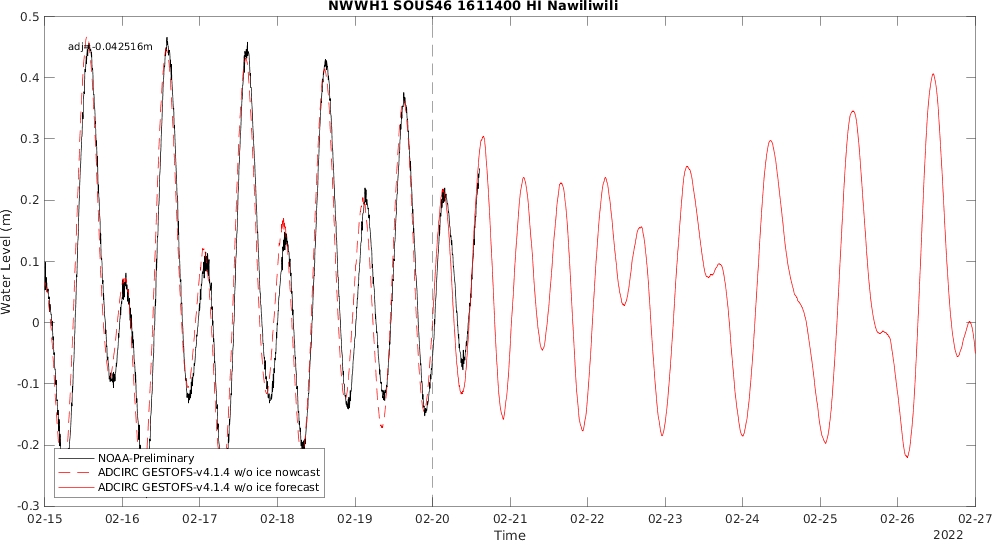 NWWH1 SOUS46 1611400 HI Nawiliwili
adj=-0.042516m
Water Level (m)
0.5
0.4
0.3
0.2
0.1
0
-0.1
-0.2
-0.3
NOAA-Preliminary
ADCIRC GESTOFS-v4.1.4 w/o ice nowcast
ADCIRC GESTOFS-v4.1.4 w/o ice forecast
02-15 02-16 02-17 02-18 02-19 02-20 02-21 02-22 02-23 02-24 02-25 02-26 02-27
Time
2022